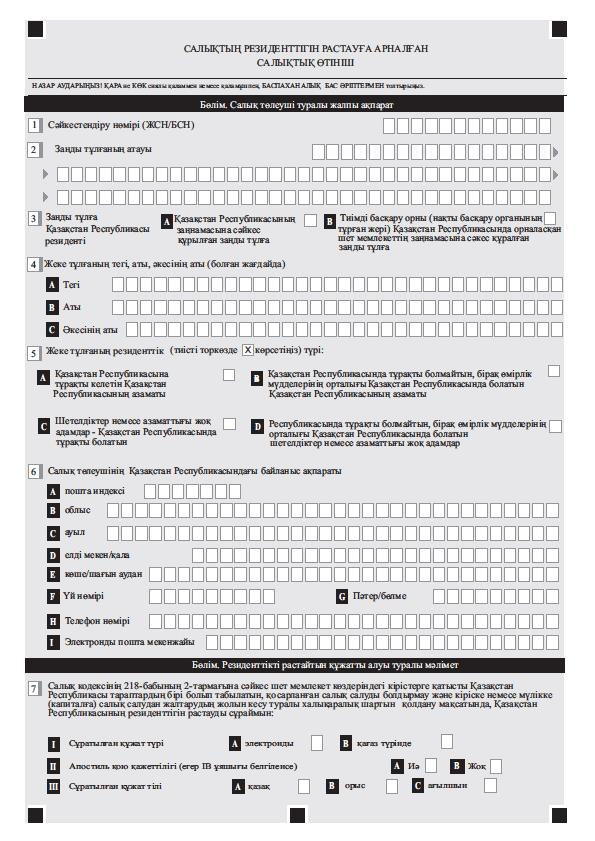 САЛЫҚТЫҢ РЕЗИДЕНТТІГІН РАСТАУҒА АРНАЛҒАН
САЛЫҚТЫҚ ӨТІНІШ
НАЗАР АУДАРЫҢЫЗ! ҚАРА не КӨК сиялы қаламмен немесе қаламұшпен, БАСПАХАНАЛЫҚ БАС ӘРІПТЕРМЕН толтырыңыз.
Бөлім. Салық төлеуші туралы жалпы ақпарат
1 Сәйкестендіру нөмірі (ЖСН/БСН)
2 Заңды тұлғаның атауы
3 Заңды тұлға
Қазақстан Республикасы
резиденті
A Қазақстан Республикасының
заңнамасына сәйкес
құрылған заңды тұлға
B Тиімді басқару орны (нақты басқару органының
тұрған жері) Қазақстан Республикасында орналасқан
шет мемлекеттің заңнамасына сәкес құралған
заңды тұлға
4 Жеке тұлғаның тегі, аты, әкесінің аты (болған жағдайда)
A Тегі
B Аты
C Әкесінің аты
5 Жеке тұлғаның резиденттік (тиісті торкөзде X көрсетіңіз) түрі:
A Қазақстан Республикасына
тұрақты келетін Қазақстан
Республикасының азаматы
B Қазақстан Республикасында тұрақты болмайтын, бірақ өмірлік
мүдделерінің орталығы Қазақстан Республикасында болатын
Қазақстан Республикасының азаматы
C Шетелдіктер немесе азаматтығы жоқ
адамдар - Қазақстан Республикасында
тұрақты болатын
D Республикасында тұрақты болмайтын, бірақ өмірлік мүдделерінің
орталығы Қазақстан Республикасында болатын
шетелдіктер немесе азаматтығы жоқ адамдар
6 Салық төлеушінің Қазақстан Республикасындағы байланыс ақпараты
A пошта индексі
B облыс
C ауыл
D елді мекен/қала
E көше/шағын аудан
F Үй нөмірі
G Пәтер/бөлме
H Телефон нөмірі
I Электронды пошта мекенжайы
Бөлім. Резиденттікті растайтын құжатты алуы туралы мәлімет
7 Салық кодексінің 218-бабының 2-тармағына сәйкес шет мемлекет көздеріндегі кірістерге қатысты Қазақстан
Республикасы тараптардың бірі болып табылатын, қосарланған салық салуды болдырмау және кіріске немесе мүлікке
(капиталға) салық салудан жалтарудың жолын кесу туралы халықаралық шартын қолдану мақсатында, Қазақстан
Республикасының резиденттігін растауды сұраймын:
I Сұратылған құжат түрі A электронды B қағаз түрінде
II Апостиль қою қажеттілігі (егер IB ұяшығы белгіленсе) A Иә B Жоқ
III Сұратылған құжат тілі A қазақ B орыс C ағылшын